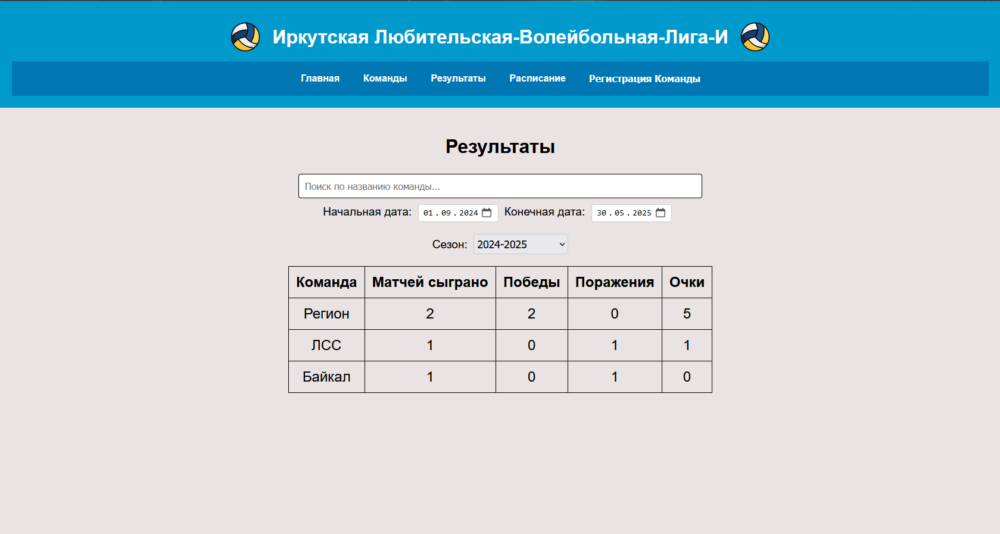 Иркутская Любительская-Волейбольная-Лига-И
Главная Команды Результаты Расписание Регистрация Команды
Результаты
Поиск по названию команды...
Начальная дата: 01.09.2024 Конечная дата: 30.05.2025
Сезон: 2024-2025
Команда Матчей сыграно Победы Поражения Очки
Регион 2 2 0 5
ЛСС 1 0 1 1
Байкал 1 0 1 0